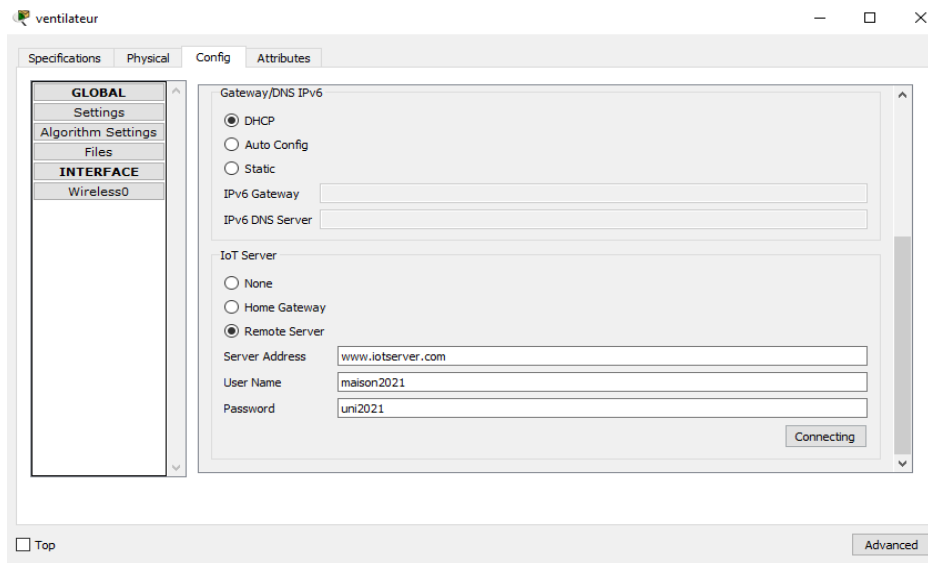 ventilateur
Specifications Physical Config Attributes
GLOBAL
Settings
Algorithm Settings
Files
INTERFACE
Wireless0
Gateway/DNS IPv6
DHCP
Auto Config
Static
IPv6 Gateway
IPv6 DNS Server
IoT Server
None
Home Gateway
Remote Server
Server Address www.iotserver.com
User Name maison2021
Password uni2021
Connecting
Top Advanced